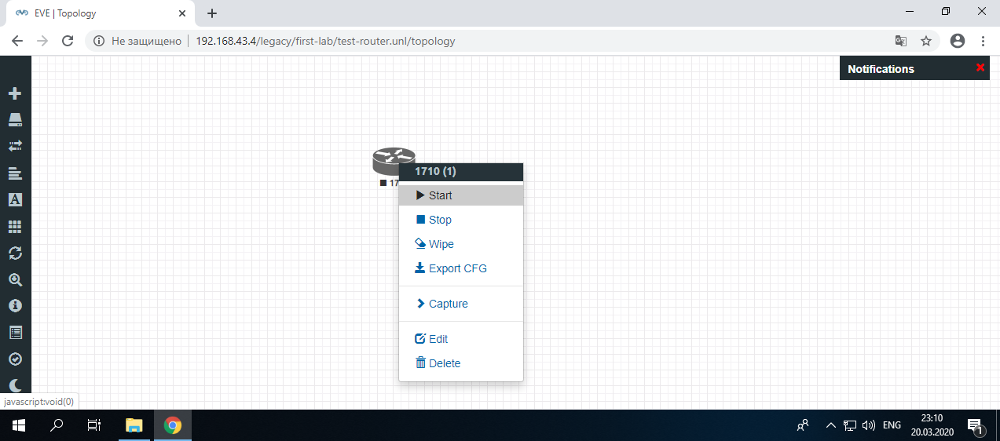 EVE | Topology
Не защищено
192.168.43.4/legacy/first-lab/test-router.unl/topology
Notifications
17
1710 (1)
Start
Stop
Wipe
Export CFG
Capture
Edit
Delete
javascript:void(0)
ENG
23:10
20.03.2020
1